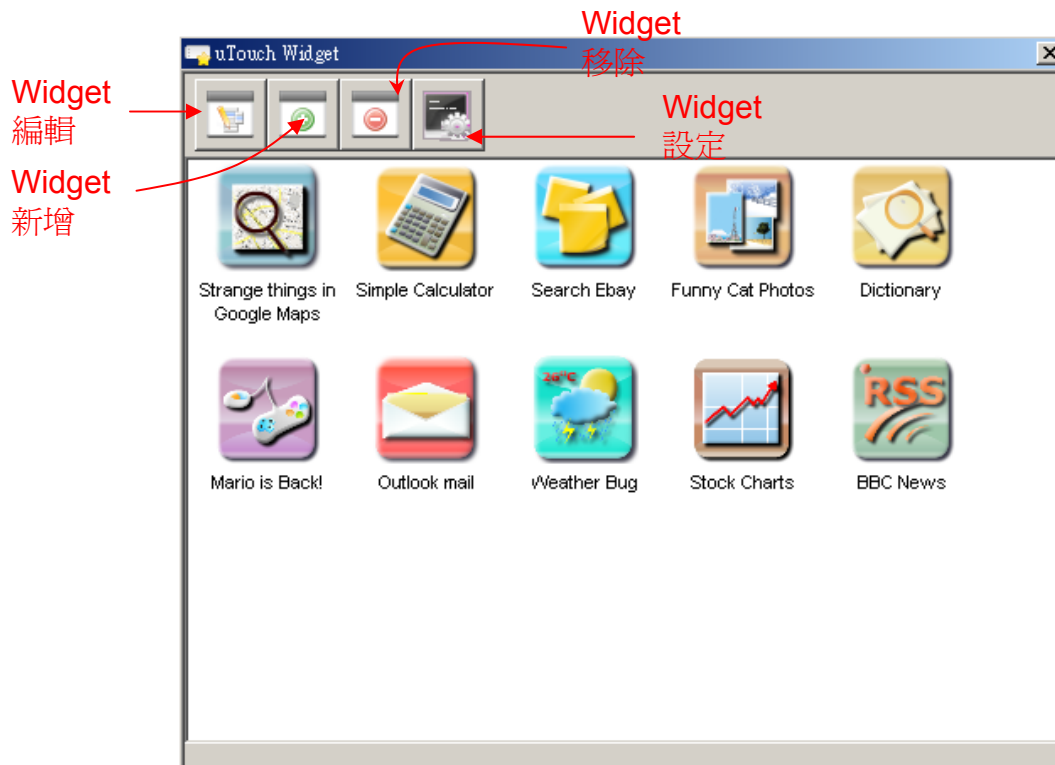 Widget
移除
uTouch Widget
Widget
編輯
Widget
設定
Widget
新增
Strange things in
Google Maps
Simple Calculator
Search Ebay
Funny Cat Photos
Dictionary
26°C
RSS
Mario is Back!
Outlook mail
Weather Bug
Stock Charts
BBC News